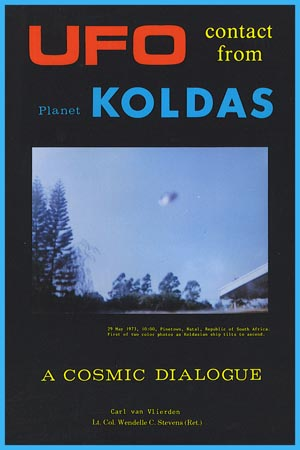 UFO contact
from
Planet KOLDAS
29 May 1973, 10:00, Pinetown, Natal, Republic of South Africa.
First of two color photos as Koldasian ship tilts to ascend.
A COSMIC DIALOGUE
Carl van Vlierden
Lt. Col. Wendelle C. Stevens (Ret.)